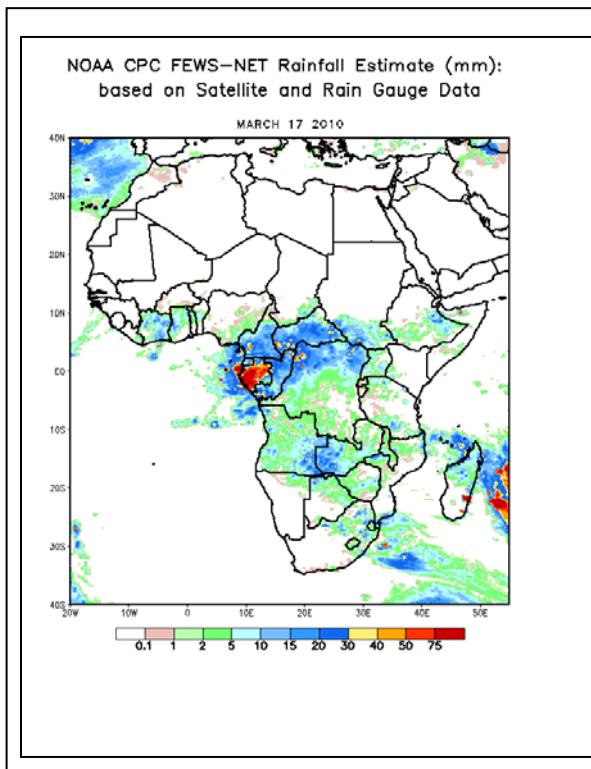 NOAA CPC FEWS-NET Rainfall Estimate (mm):
based on Satellite and Rain Gauge Data
MARCH 17 2010
40N
30N
20N
10N
EQ
10S
20S
30S
40S
20W 10W 0 10E 20E 30E 40E 50E
0.1 1 2 5 10 15 20 30 40 50 75